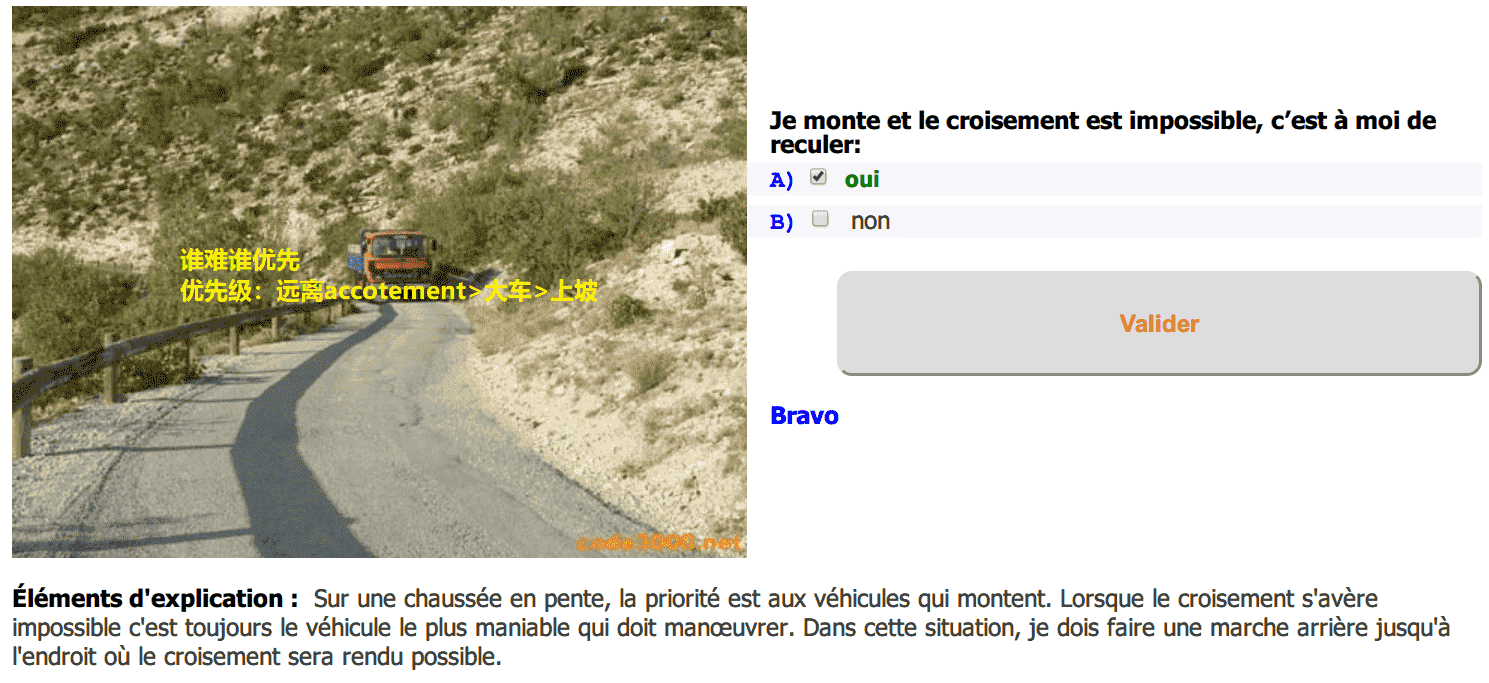 Je monte et le croisement est impossible, c’est à moi de
reculer:
A) oui
B) non
谁难谁优先
优先级：远离accotement>大车>上坡
Valider
Bravo
code3000.net
Éléments d'explication : Sur une chaussée en pente, la priorité est aux véhicules qui montent. Lorsque le croisement s'avère
impossible c'est toujours le véhicule le plus maniable qui doit manœuvrer. Dans cette situation, je dois faire une marche arrière jusqu'à
l'endroit où le croisement sera rendu possible.